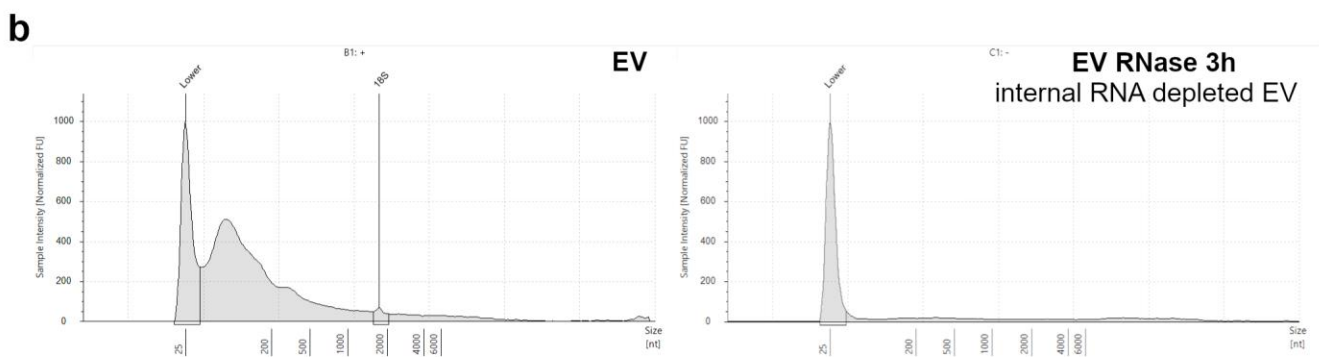 b
B1: +
EV
Lower
18S
Sample Intensity [Normalized FU]
1000
800
600
400
200
0
25
200
500
1000
2000
4000
6000
Size
[nt]
C1: -
EV RNase 3h
internal RNA depleted EV
Lower
Sample Intensity [Normalized FU]
1000
800
600
400
200
0
25
200
500
1000
2000
4000
6000
Size
[nt]